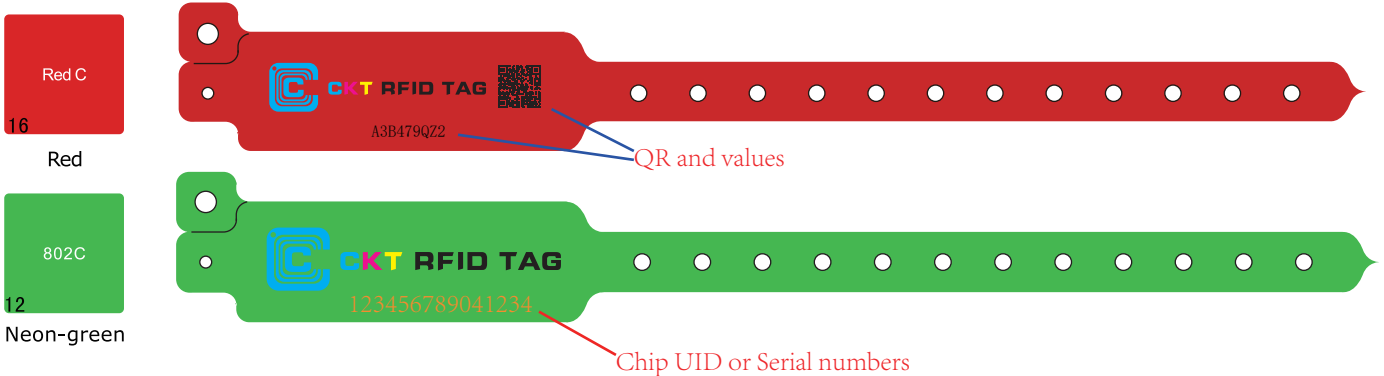 Red C
16
Red
C CKT RFID TAG
A3B479QZ2
QR and values
802C
12
Neon-green
C CKT RFID TAG
123456789041234
Chip UID or Serial numbers